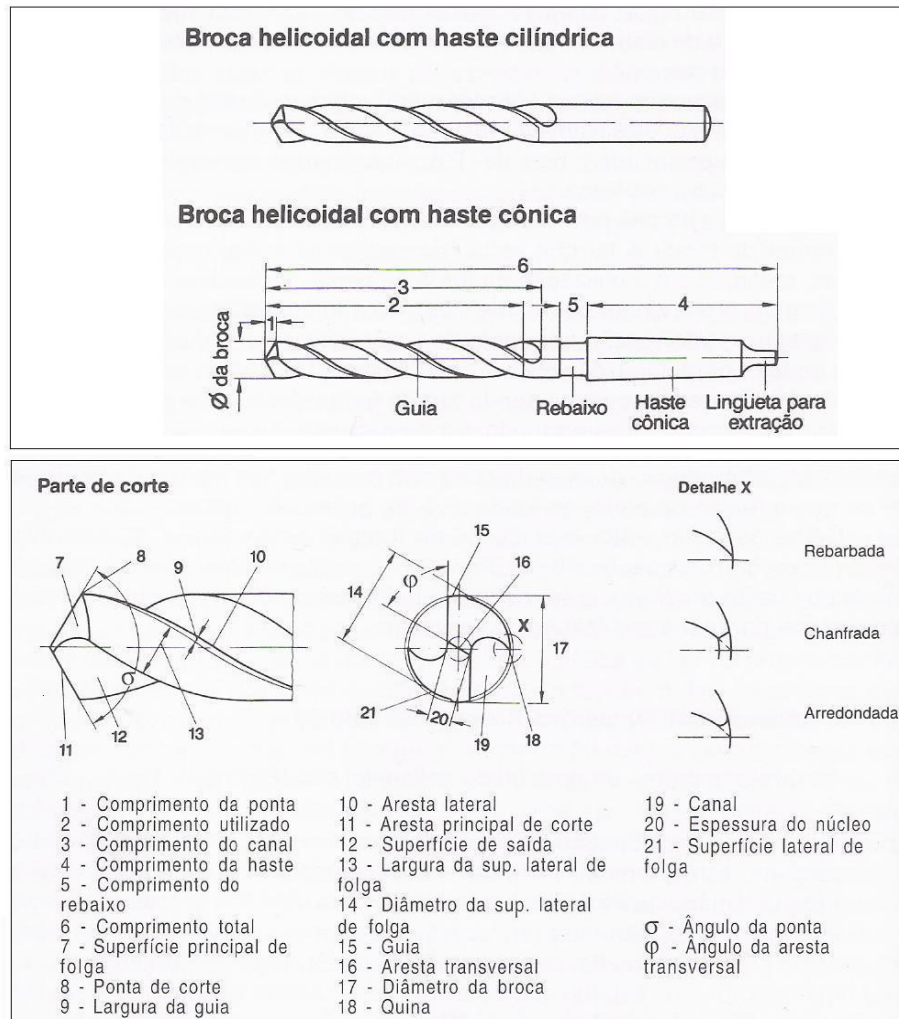 Broca helicoidal com haste cilíndrica
Broca helicoidal com haste cônica
6
3
2
5
4
1
Ø da broca
Guia
Rebaixo
Haste
cônica
Lingüeta para
extração
Parte de corte
Detalhe X
7
8
9
10
σ
11
12
13
14
φ
15
16
X
17
21
20
19
18
Rebarbada
Chanfrada
Arredondada
1 - Comprimento da ponta
2 - Comprimento utilizado
3 - Comprimento do canal
4 - Comprimento da haste
5 - Comprimento do
rebaixo
6 - Comprimento total
7 - Superfície principal de
folga
8 - Ponta de corte
9 - Largura da guia
10 - Aresta lateral
11 - Aresta principal de corte
12 - Superfície de saída
13 - Largura da sup. lateral de
folga
14 - Diâmetro da sup. lateral
de folga
15 - Guia
16 - Aresta transversal
17 - Diâmetro da broca
18 - Quina
19 - Canal
20 - Espessura do núcleo
21 - Superfície lateral de
folga
σ - Ângulo da ponta
φ - Ângulo da aresta
transversal